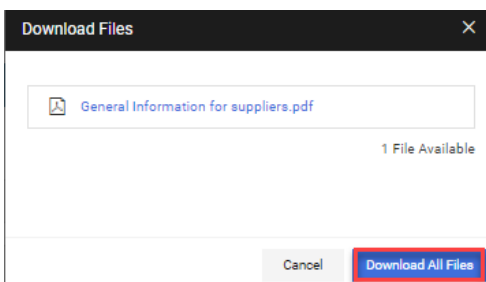 Download Files
General Information for suppliers.pdf
1 File Available
Cancel
Download All Files